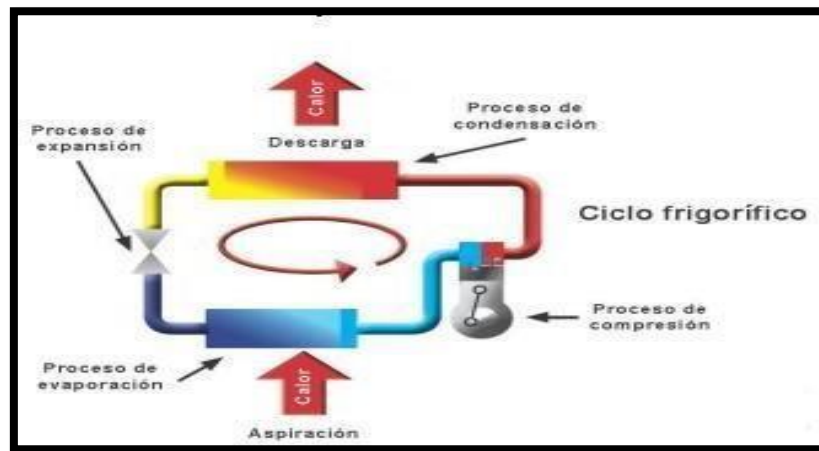 Calor
Descarga
Proceso de
condensación
Proceso de
expansión
Ciclo frigorífico
Proceso de
compresión
Proceso de
evaporación
Calor
Aspiración